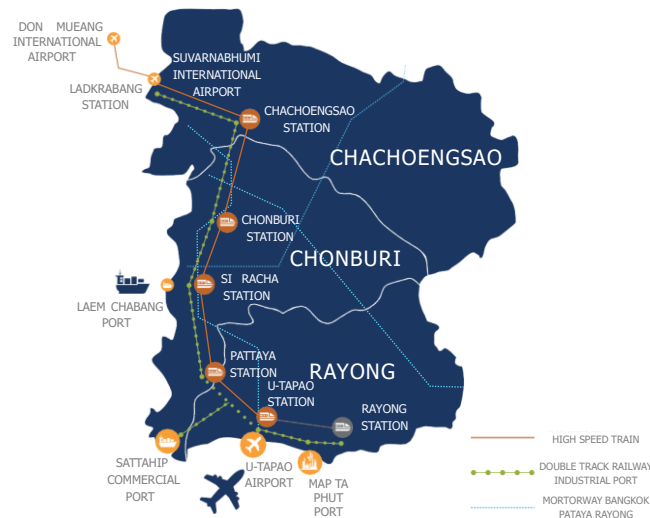 DON MUEANG
INTERNATIONAL
AIRPORT
SUVARNABHUMI
INTERNATIONAL
AIRPORT
LADKRABANG
STATION
CHACHOENGSAO
STATION
CHACHOENGSAO
CHONBURI
STATION
CHONBURI
SI RACHA
STATION
LAEM CHABANG
PORT
PATTAYA
STATION
RAYONG
U-TAPAO
STATION
RAYONG
STATION
SATTAHIP
COMMERCIAL
PORT
U-TAPAO
AIRPORT
MAP TA
PHUT
PORT
HIGH SPEED TRAIN
DOUBLE TRACK RAILWAY
INDUSTRIAL PORT
MORTORWAY BANGKOK
PATAYA RAYONG